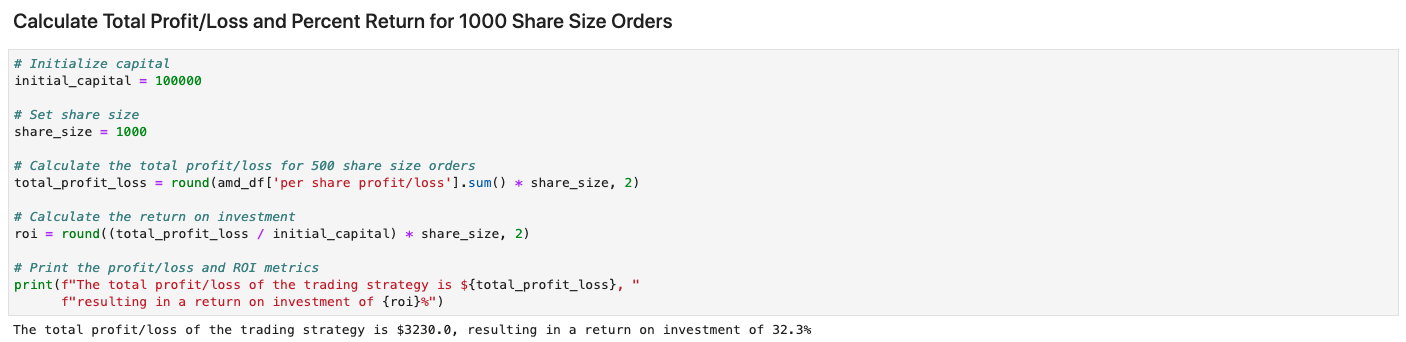 Calculate Total Profit/Loss and Percent Return for 1000 Share Size Orders
# Initialize capital
initial_capital = 100000
# Set share size
share_size = 1000
# Calculate the total profit/loss for 500 share size orders
total_profit_loss = round(amd_df['per share profit/loss'].sum() * share_size, 2)
# Calculate the return on investment
roi = round((total_profit_loss / initial_capital) * share_size, 2)
# Print the profit/loss and ROI metrics
print(f"The total profit/loss of the trading strategy is ${total_profit_loss}, "
      f"resulting in a return on investment of {roi}%")
The total profit/loss of the trading strategy is $3230.0, resulting in a return on investment of 32.3%